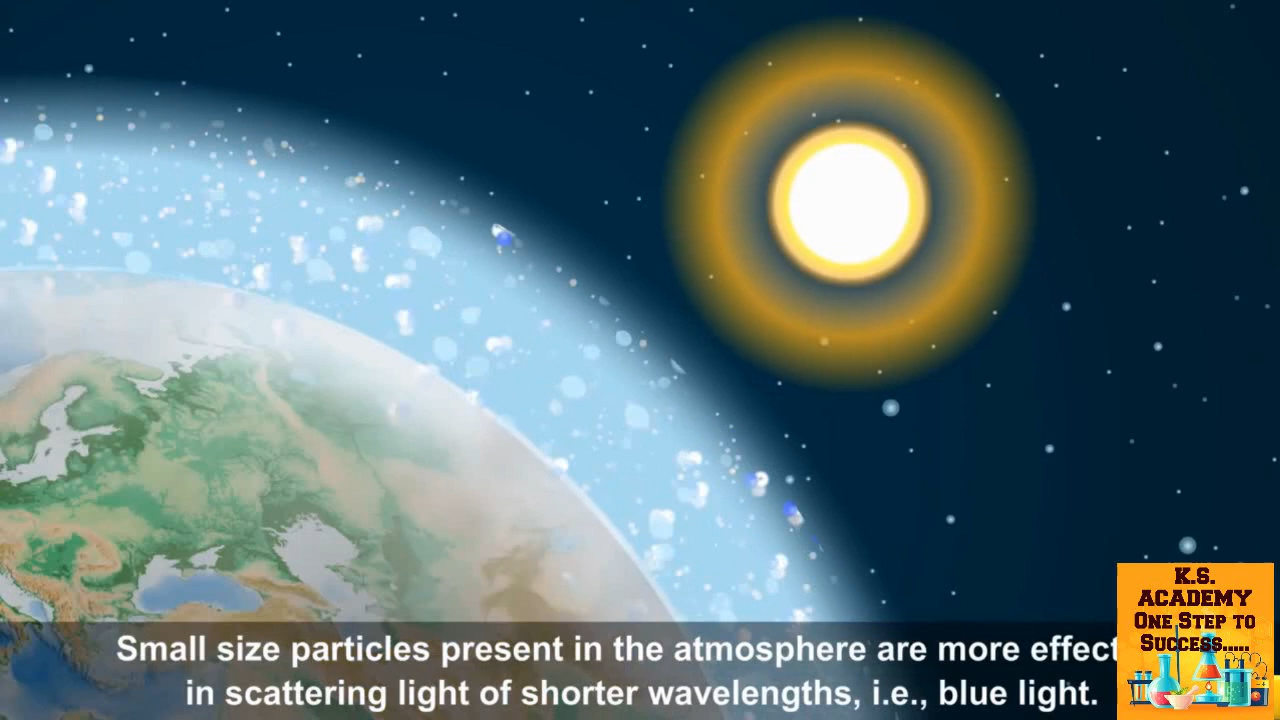 Small size particles present in the atmosphere are more effect
in scattering light of shorter wavelengths, i.e., blue light.
K.S.
ACADEMY
ONE STEP TO
SUCCESS.....